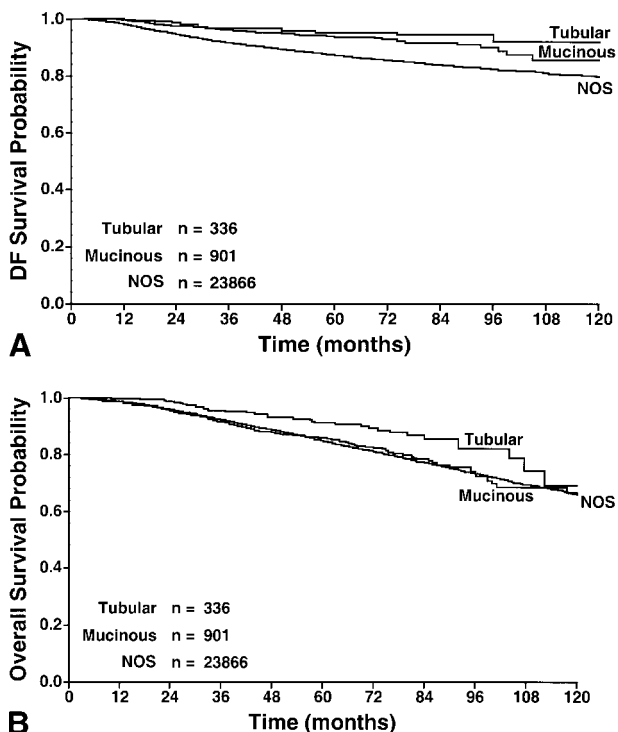 DF Survival Probability
1.0
0.8
0.6
0.4
0.2
0.0
Tubular
Mucinous
NOS
Tubular n = 336
Mucinous n = 901
NOS n = 23866
0 12 24 36 48 60 72 84 96 108 120
Time (months)
A
Overall Survival Probability
1.0
0.8
0.6
0.4
0.2
0.0
Tubular
Mucinous
NOS
Tubular n = 336
Mucinous n = 901
NOS n = 23866
0 12 24 36 48 60 72 84 96 108 120
Time (months)
B